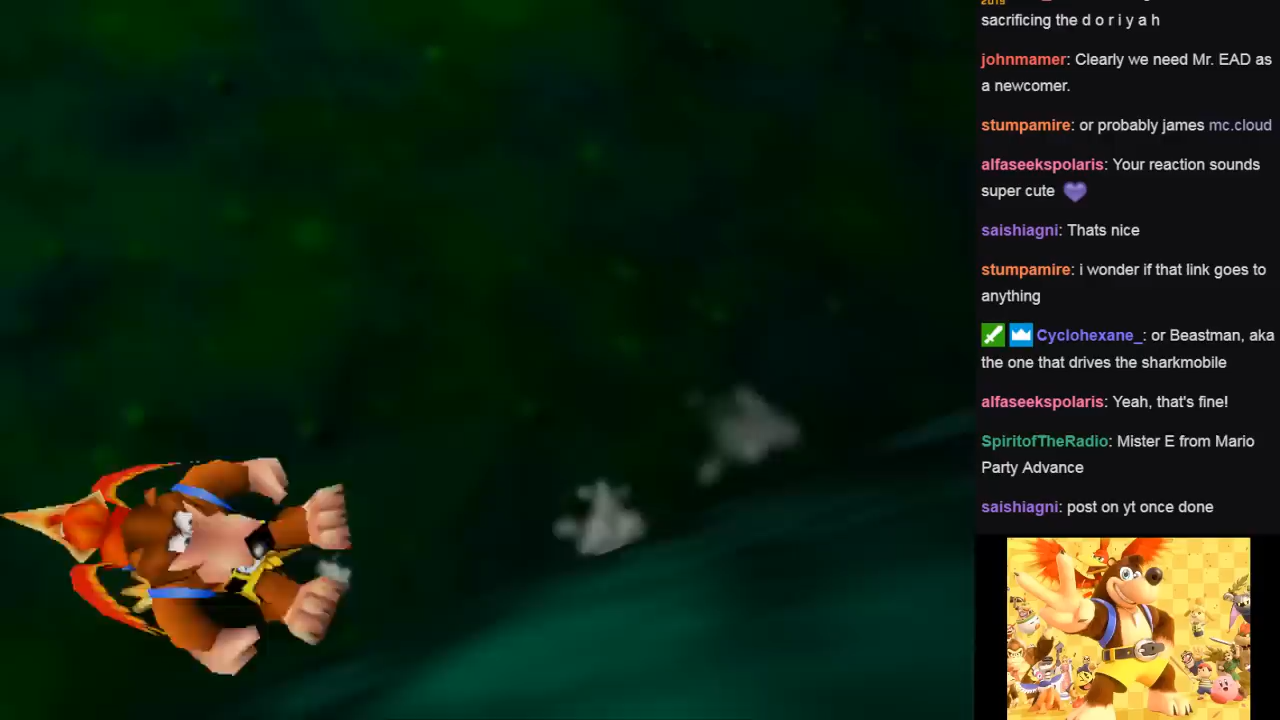 2019
sacrificing the d o r i y a h
johnmamer: Clearly we need Mr. EAD as
a newcomer.
stumpamire: or probably james mc.cloud
alfaseekspolaris: Your reaction sounds
super cute
saishiagni: Thats nice
stumpamire: i wonder if that link goes to
anything
Cyclohexane_: or Beastman, aka
the one that drives the sharkmobile
alfaseekspolaris: Yeah, that's fine!
SpiritofTheRadio: Mister E from Mario
Party Advance
saishiagni: post on yt once done